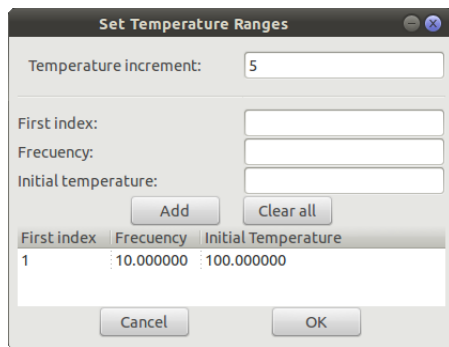 Set Temperature Ranges
Temperature increment: 5
First index:
Frecuency:
Initial temperature:
Add Clear all
First index Frecuency Initial Temperature
1 10.000000 100.000000
Cancel OK